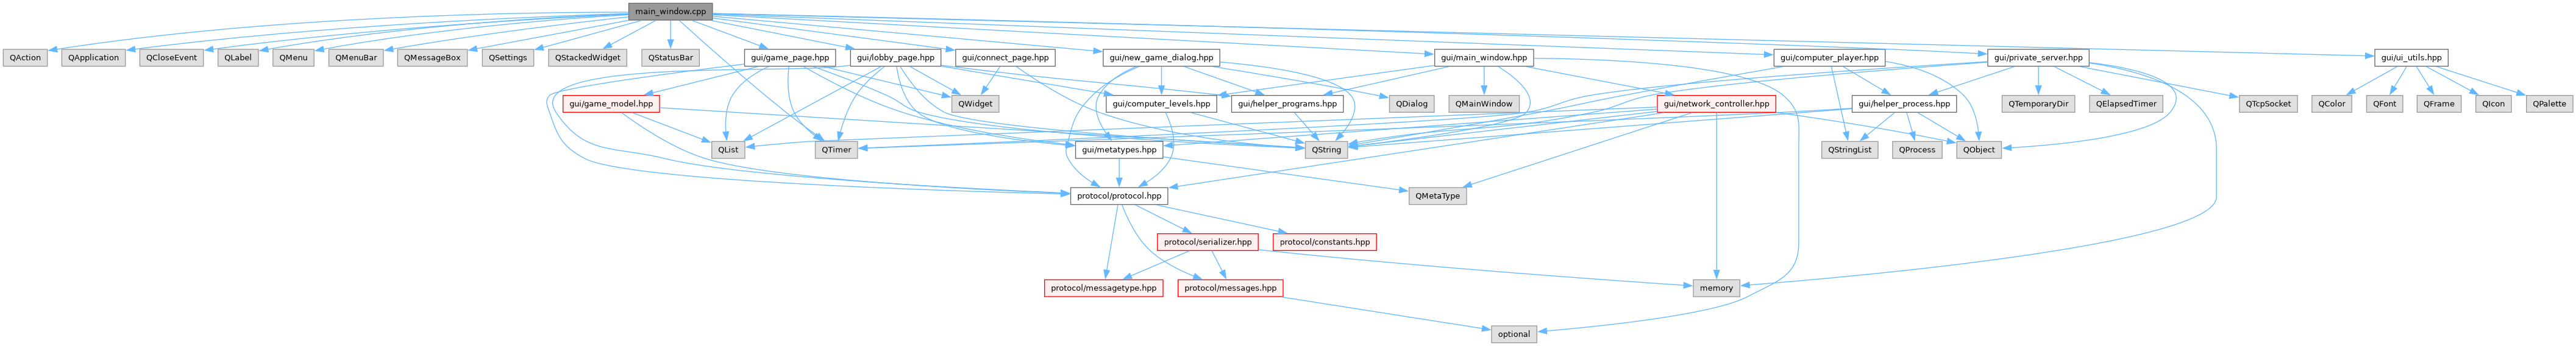 main_window.cpp
QAction
QApplication
QCloseEvent
QLabel
QMenu
QMenuBar
QMessageBox
QSettings
QStackedWidget
QStatusBar
gui/game_page.hpp
gui/lobby_page.hpp
gui/connect_page.hpp
gui/new_game_dialog.hpp
gui/main_window.hpp
gui/computer_player.hpp
gui/private_server.hpp
gui/ui_utils.hpp
gui/game_model.hpp
QWidget
gui/computer_levels.hpp
gui/helper_programs.hpp
QDialog
QMainWindow
gui/network_controller.hpp
gui/helper_process.hpp
QTemporaryDir
QElapsedTimer
QTcpSocket
QColor
QFont
QFrame
QIcon
QPalette
QList
QTimer
gui/metatypes.hpp
QString
QStringList
QProcess
QObject
protocol/protocol.hpp
QMetaType
protocol/serializer.hpp
protocol/constants.hpp
protocol/messagetype.hpp
protocol/messages.hpp
memory
optional